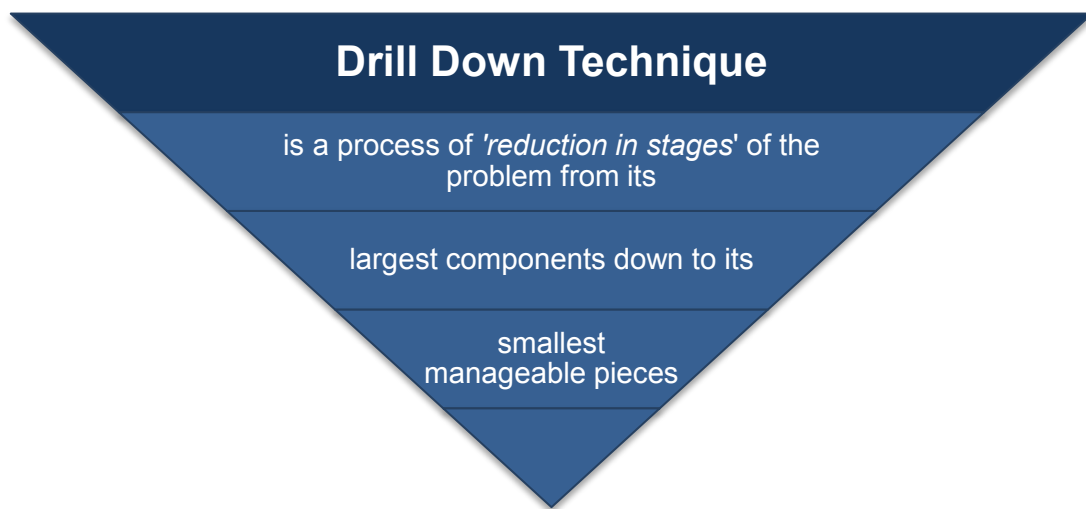 Drill Down Technique
is a process of 'reduction in stages' of the
problem from its
largest components down to its
smallest
manageable pieces